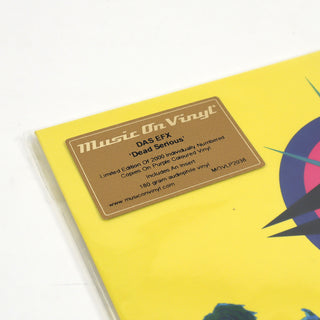 Music On Vinyl
DAS EFX
'Dead Serious'
Limited Edition Of 2000 Individually Numbered
Copies On Purple Coloured Vinyl
Includes An Insert
180 gram audiophile vinyl
www.musiconvinyl.com MOVLP2036